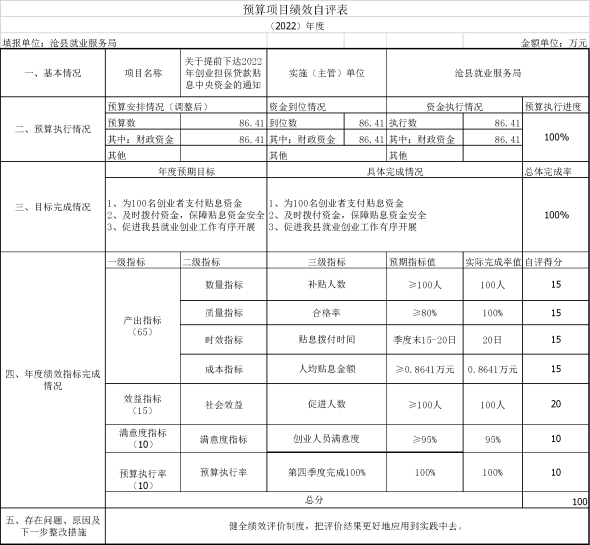 预算项目绩效自评表
（2022）年度
填报单位：沧县就业服务局 金额单位：万元
一、基本情况 项目名称 关于提前下达2022年创业担保贷款贴息中央资金的通知 实施（主管）单位 沧县就业服务局
二、预算执行情况 预算安排情况（调整后） 资金到位情况 资金执行情况 预算执行进度
预算数 86.41 到位数 86.41 执行数 86.41 100%
其中：财政资金 86.41 其中：财政资金 86.41 其中：财政资金 86.41
其他 其他 其他
三、目标完成情况 年度预期目标 具体完成情况 总体完成率
1、为100名创业者支付贴息资金 1、为100名创业者支付贴息资金
2、及时拨付资金，保障贴息资金安全 2、及时拨付资金，保障贴息资金安全 100%
3、促进我县就业创业工作有序开展 3、促进我县就业创业工作有序开展
四、年度绩效指标完成情况 一级指标 二级指标 三级指标 预期指标值 实际完成率值 自评得分
产出指标（65） 数量指标 补贴人数 ≥100人 100人 15
质量指标 合格率 ≥80% 100% 15
时效指标 贴息拨付时间 季度末15-20日 20日 15
成本指标 人均贴息金额 ≥0.8641万元 0.8641万元 15
效益指标（15） 社会效益 促进人数 ≥100人 100人 20
满意度指标（10） 满意度指标 创业人员满意度 ≥95% 95% 10
预算执行率（10） 预算执行率 第四季度完成100% 100% 100% 10
总分 100
五、存在问题、原因及下一步整改措施 健全绩效评价制度，把评价结果更好地应用到实践中去。